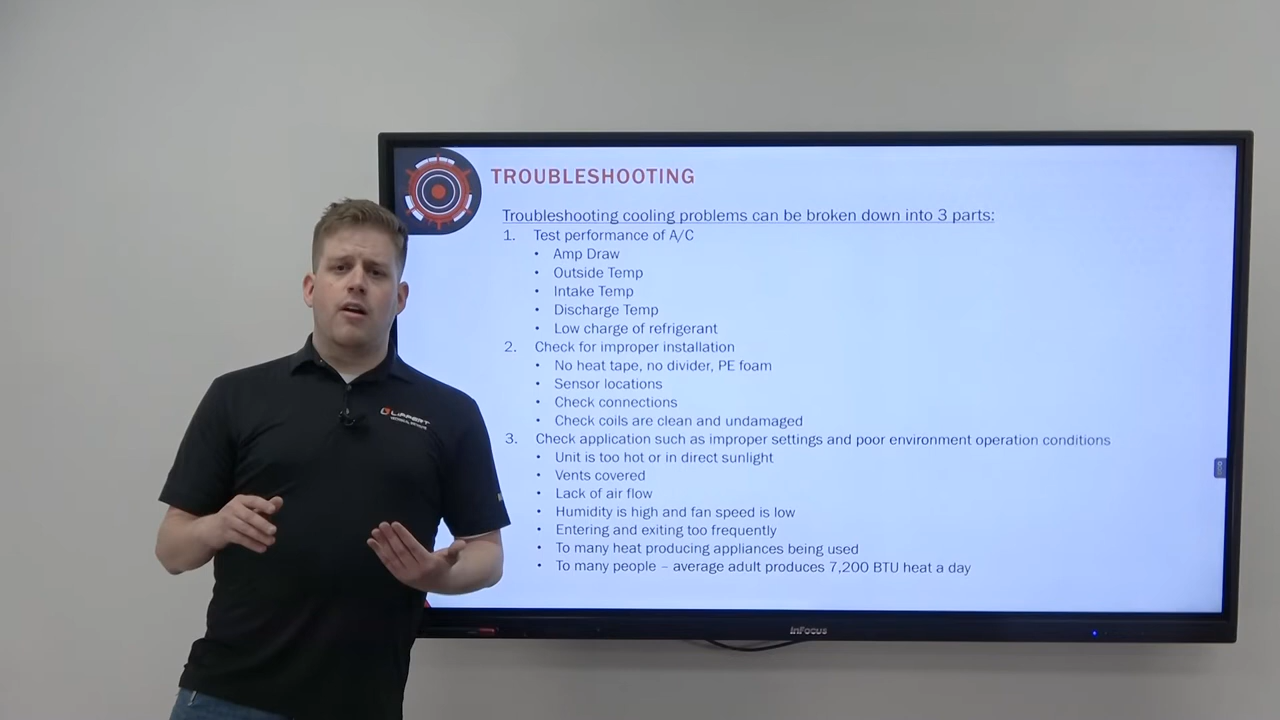 TROUBLESHOOTING
Troubleshooting cooling problems can be broken down into 3 parts:
1. Test performance of A/C
• Amp Draw
• Outside Temp
• Intake Temp
• Discharge Temp
• Low charge of refrigerant
2. Check for improper installation
• No heat tape, no divider, PE foam
• Sensor locations
• Check connections
• Check coils are clean and undamaged
3. Check application such as improper settings and poor environment operation conditions
• Unit is too hot or in direct sunlight
• Vents covered
• Lack of air flow
• Humidity is high and fan speed is low
• Entering and exiting too frequently
• To many heat producing appliances being used
• To many people – average adult produces 7,200 BTU heat a day
LIPPERT
InFocus